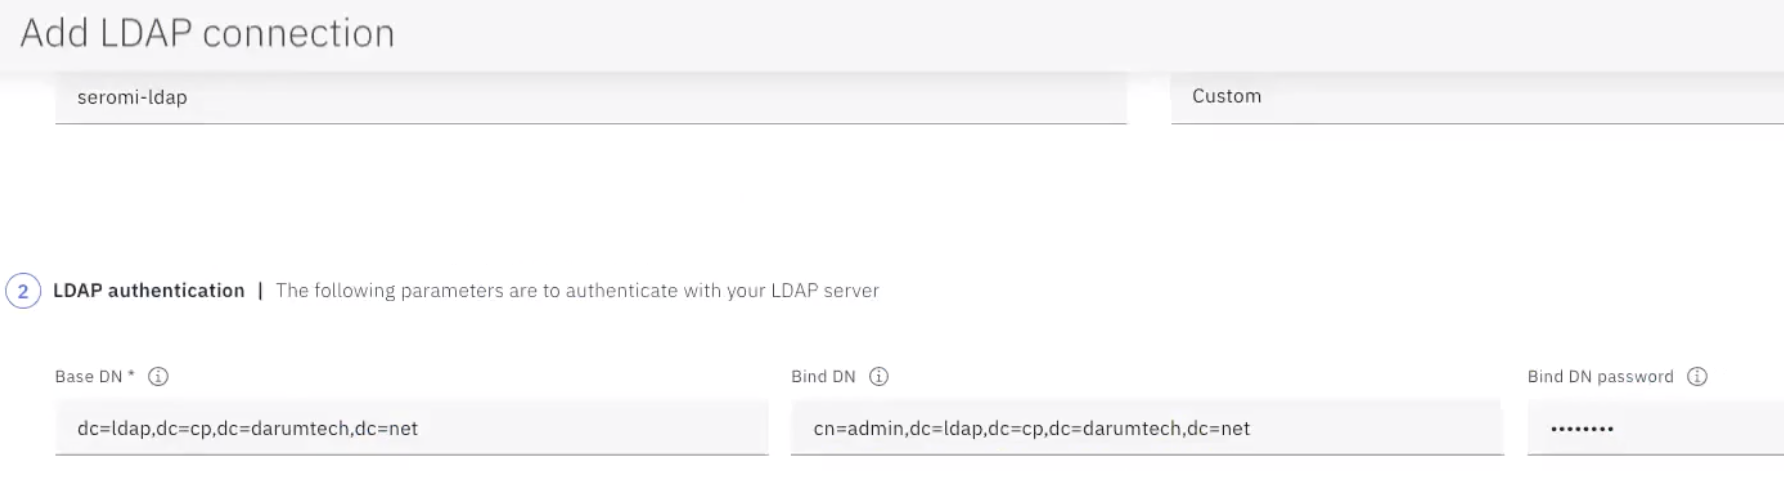 Add LDAP connection
seromi-ldap Custom
2 LDAP authentication | The following parameters are to authenticate with your LDAP server
Base DN * Bind DN Bind DN password
dc=ldap,dc=cp,dc=darumtech,dc=net cn=admin,dc=ldap,dc=cp,dc=darumtech,dc=net ••••••••